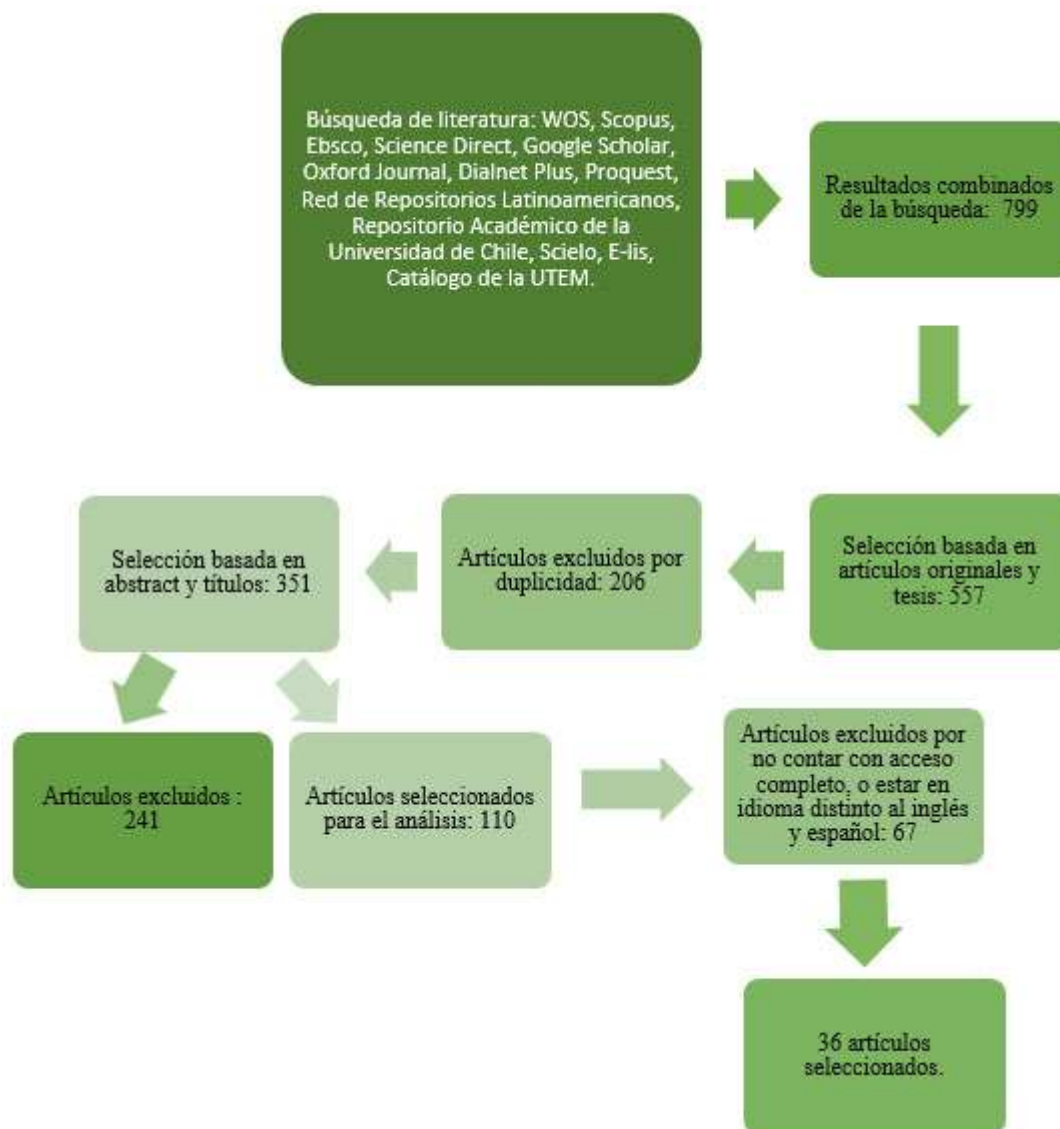 Búsqueda de literatura: WOS, Scopus,
Ebsco, Science Direct, Google Scholar,
Oxford Journal, Dialnet Plus, Proquest,
Red de Repositorios Latinoamericanos,
Repositorio Académico de la
Universidad de Chile, Scielo, E-lis,
Catálogo de la UTEM.
Resultados combinados
de la búsqueda: 799
Selección basada en
artículos originales y
tesis: 557
Artículos excluidos por
duplicidad: 206
Selección basada en
abstract y títulos: 351
Artículos excluidos :
241
Artículos seleccionados
para el análisis: 110
Artículos excluidos por
no contar con acceso
completo, o estar en
idioma distinto al inglés
y español: 67
36 artículos
seleccionados.